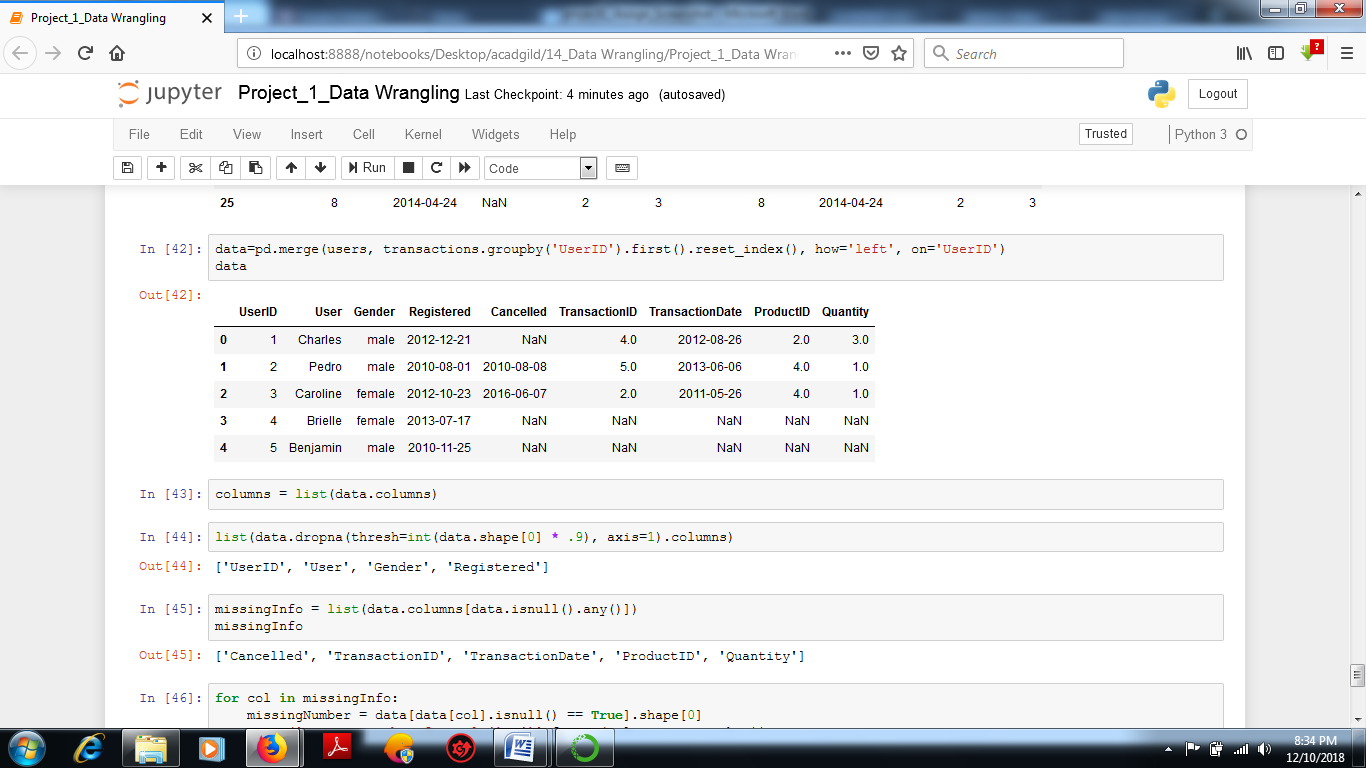 Project_1_Data Wrangling
localhost:8888/notebooks/Desktop/acadgild/14_Data Wrangling/Project_1_Data Wran
Search
jupyter Project_1_Data Wrangling Last Checkpoint: 4 minutes ago (autosaved)
Logout
File Edit View Insert Cell Kernel Widgets Help
Trusted
Python 3
Run
Code
25 8 2014-04-24 NaN 2 3 8 2014-04-24 2 3
In [42]: data=pd.merge(users, transactions.groupby('UserID').first().reset_index(), how='left', on='UserID')
data
Out[42]:
UserID User Gender Registered Cancelled TransactionID TransactionDate ProductID Quantity
0 1 Charles male 2012-12-21 NaN 4.0 2012-08-26 2.0 3.0
1 2 Pedro male 2010-08-01 2010-08-08 5.0 2013-06-06 4.0 1.0
2 3 Caroline female 2012-10-23 2016-06-07 2.0 2011-05-26 4.0 1.0
3 4 Brielle female 2013-07-17 NaN NaN NaN NaN NaN
4 5 Benjamin male 2010-11-25 NaN NaN NaN NaN NaN
In [43]: columns = list(data.columns)
In [44]: list(data.dropna(thresh=int(data.shape[0] * .9), axis=1).columns)
Out[44]: ['UserID', 'User', 'Gender', 'Registered']
In [45]: missingInfo = list(data.columns[data.isnull().any()])
missingInfo
Out[45]: ['Cancelled', 'TransactionID', 'TransactionDate', 'ProductID', 'Quantity']
In [46]: for col in missingInfo:
missingNumber = data[data[col].isnull() == True].shape[0]
8:34 PM
12/10/2018